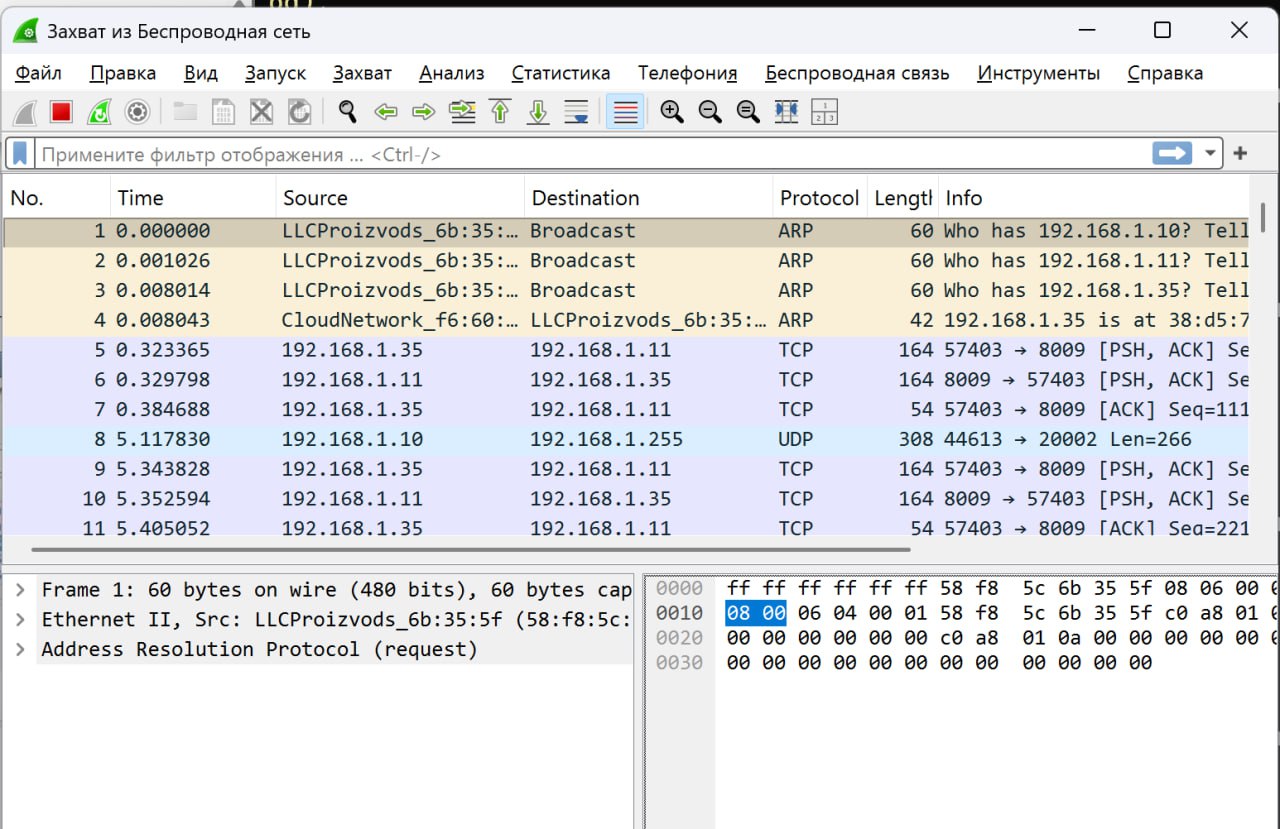 Захват из Беспроводная сеть
Файл Правка Вид Запуск Захват Анализ Статистика Телефония Беспроводная связь Инструменты Справка
Примените фильтр отображения ... <Ctrl-/>
No. Time Source Destination Protocol Length Info
1 0.000000 LLCProizvods_6b:35:… Broadcast ARP 60 Who has 192.168.1.10? Tell
2 0.001026 LLCProizvods_6b:35:… Broadcast ARP 60 Who has 192.168.1.11? Tell
3 0.008014 LLCProizvods_6b:35:… Broadcast ARP 60 Who has 192.168.1.35? Tell
4 0.008043 CloudNetwork_f6:60:… LLCProizvods_6b:35:… ARP 42 192.168.1.35 is at 38:d5:7
5 0.323365 192.168.1.35 192.168.1.11 TCP 164 57403 → 8009 [PSH, ACK] Se
6 0.329798 192.168.1.11 192.168.1.35 TCP 164 8009 → 57403 [PSH, ACK] Se
7 0.384688 192.168.1.35 192.168.1.11 TCP 54 57403 → 8009 [ACK] Seq=111
8 5.117830 192.168.1.10 192.168.1.255 UDP 308 44613 → 20002 Len=266
9 5.343828 192.168.1.35 192.168.1.11 TCP 164 57403 → 8009 [PSH, ACK] Se
10 5.352594 192.168.1.11 192.168.1.35 TCP 164 8009 → 57403 [PSH, ACK] Se
11 5.405052 192.168.1.35 192.168.1.11 TCP 54 57403 → 8009 [ACK] Seq=221
Frame 1: 60 bytes on wire (480 bits), 60 bytes cap
Ethernet II, Src: LLCProizvods_6b:35:5f (58:f8:5c:
Address Resolution Protocol (request)
0000 ff ff ff ff ff ff 58 f8 5c 6b 35 5f 08 06 00
0010 08 00 06 04 00 01 58 f8 5c 6b 35 5f c0 a8 01
0020 00 00 00 00 00 00 c0 a8 01 0a 00 00 00 00 00
0030 00 00 00 00 00 00 00 00 00 00 00 00